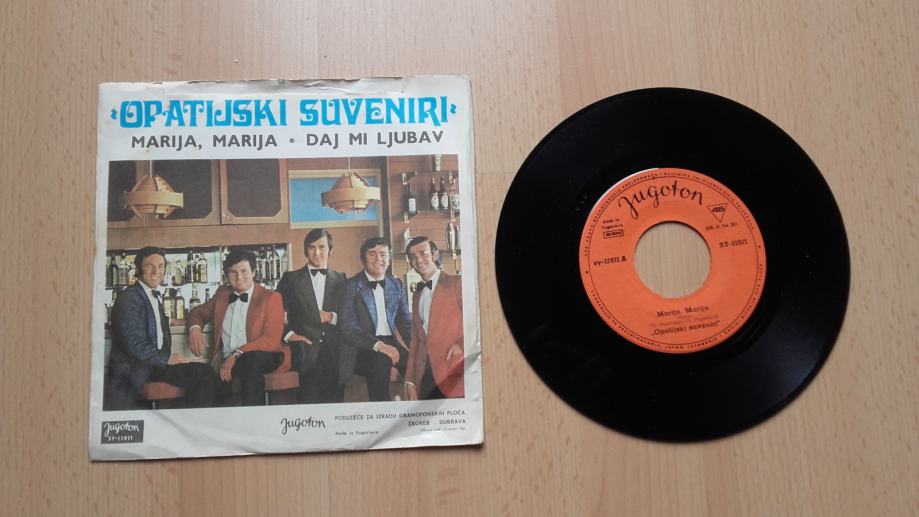 OPATIJSKI SUVENIRI
MARIJA, MARIJA * DAJ MI LJUBAV
Jugoton
SY-11911
Jugoton
Made in Yugoslavia
PODUZEĆE ZA IZRADU GRAMOFONSKIH PLOČA
ZAGREB - DUBRAVA
Jugoton
Made in
Yugoslavia
45
SY-11911 A
SY-11911
Marija, Marija
„Opatijski suveniri"